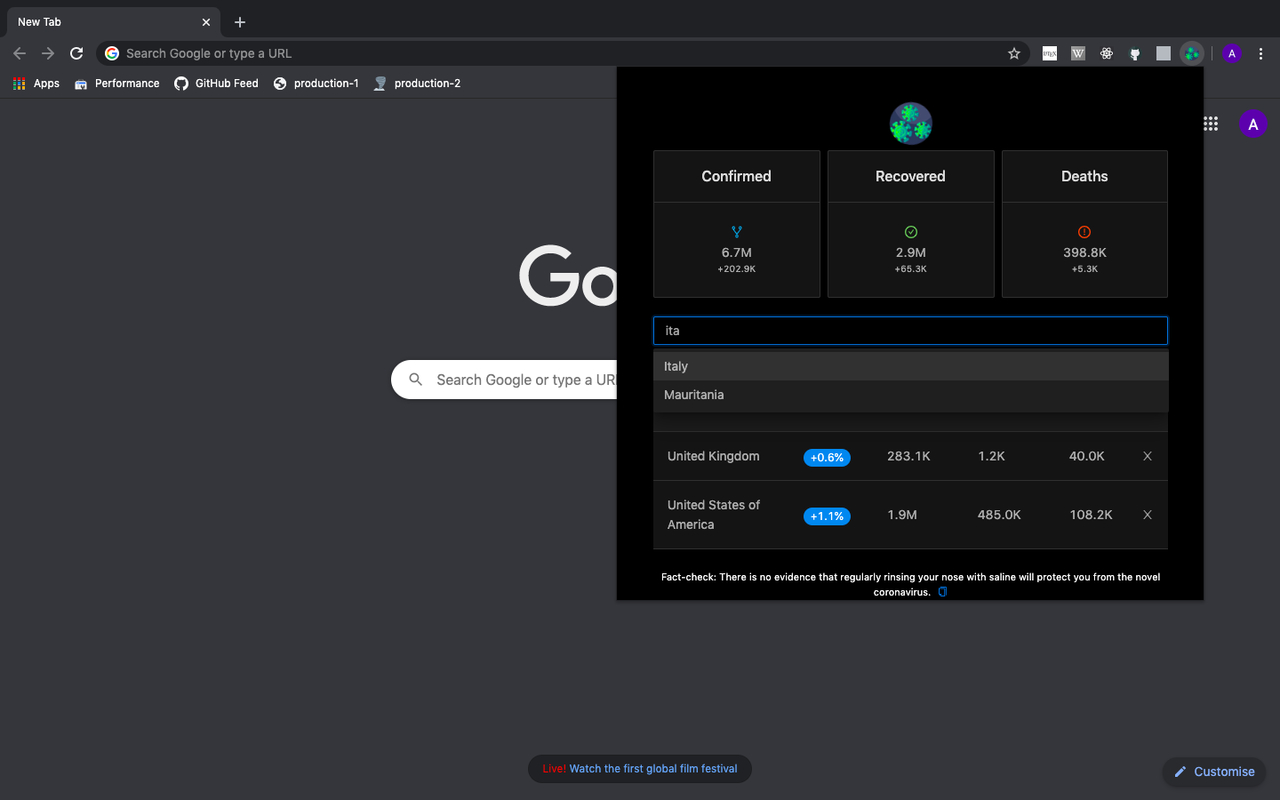 New Tab
Search Google or type a URL
A
Apps
Performance
GitHub Feed
production-1
production-2
A
Go
Search Google or type a UR
Confirmed
Recovered
Deaths
6.7M
2.9M
398.8K
+202.9K
+65.3K
+5.3K
ita
Italy
Mauritania
United Kingdom +0.6% 283.1K 1.2K 40.0K X
United States of
America
+1.1% 1.9M 485.0K 108.2K X
Fact-check: There is no evidence that regularly rinsing your nose with saline will protect you from the novel
coronavirus.
Live! Watch the first global film festival
Customise